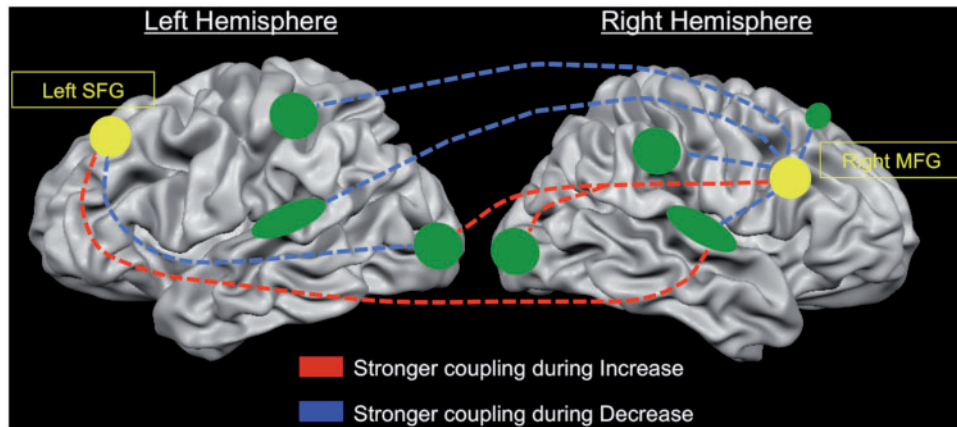 Left Hemisphere
Right Hemisphere
Left SFG
Right MFG
Stronger coupling during Increase
Stronger coupling during Decrease